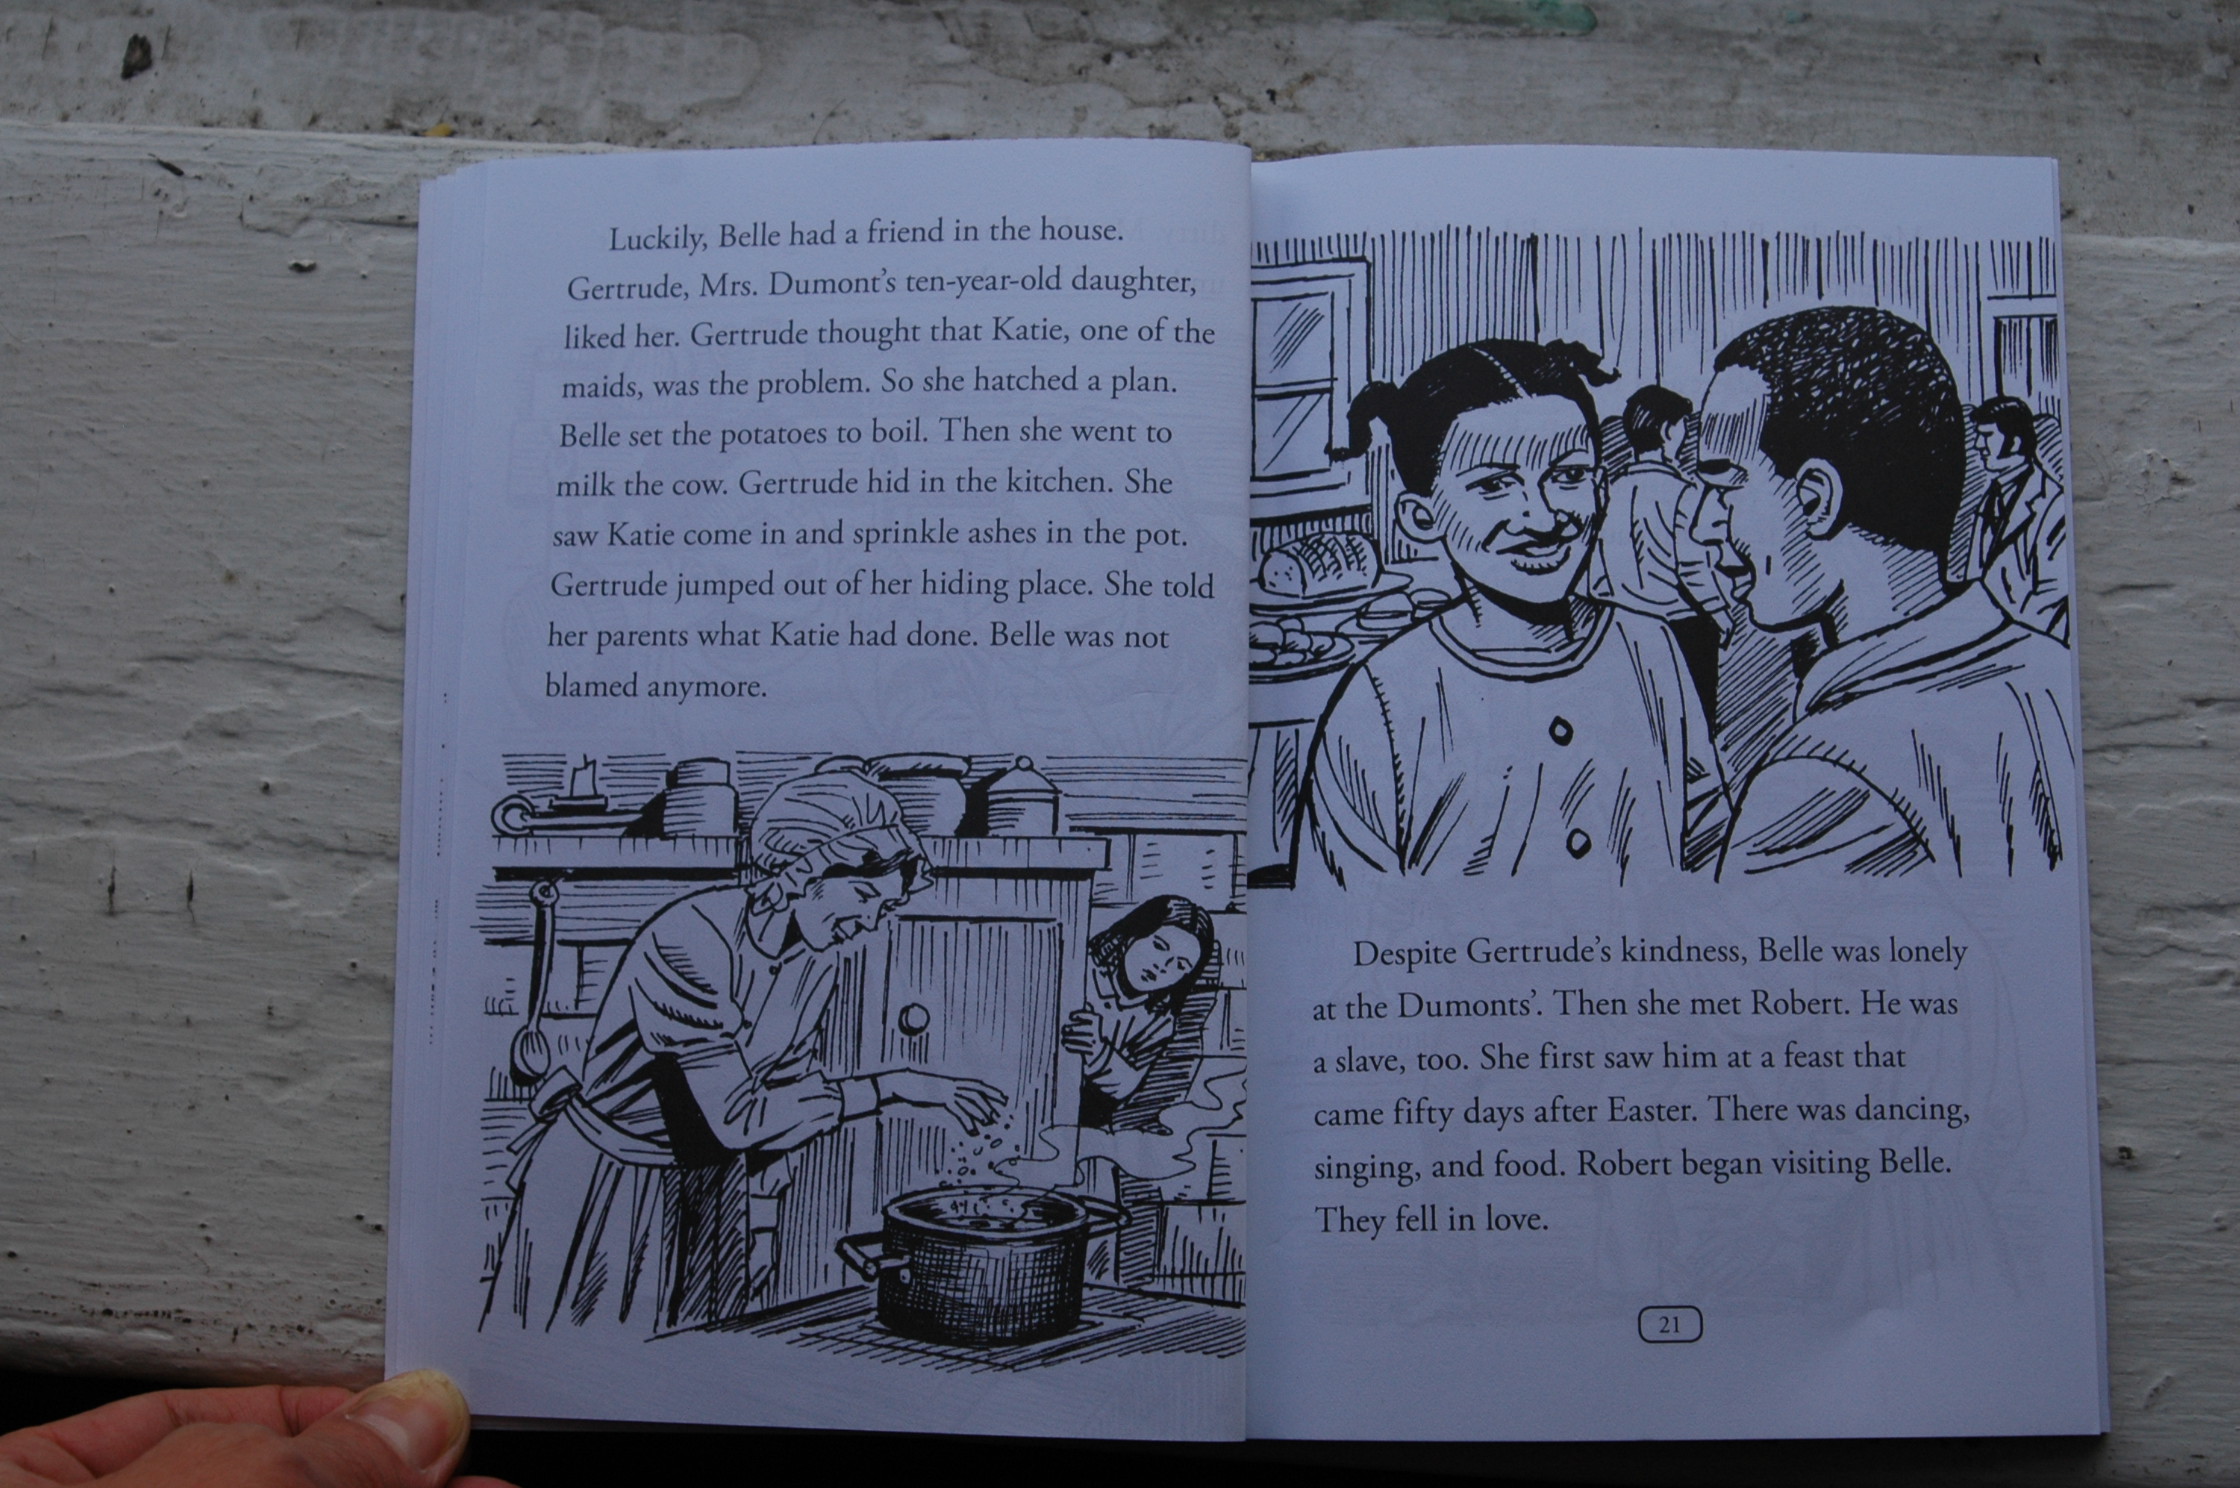 Luckily, Belle had a friend in the house.
Gertrude, Mrs. Dumont's ten-year-old daughter,
liked her. Gertrude thought that Katie, one of the
maids, was the problem. So she hatched a plan.
Belle set the potatoes to boil. Then she went to
milk the cow. Gertrude hid in the kitchen. She
saw Katie come in and sprinkle ashes in the pot.
Gertrude jumped out of her hiding place. She told
her parents what Katie had done. Belle was not
blamed anymore.
Despite Gertrude's kindness, Belle was lonely
at the Dumonts'. Then she met Robert. He was
a slave, too. She first saw him at a feast that
came fifty days after Easter. There was dancing,
singing, and food. Robert began visiting Belle.
They fell in love.
21